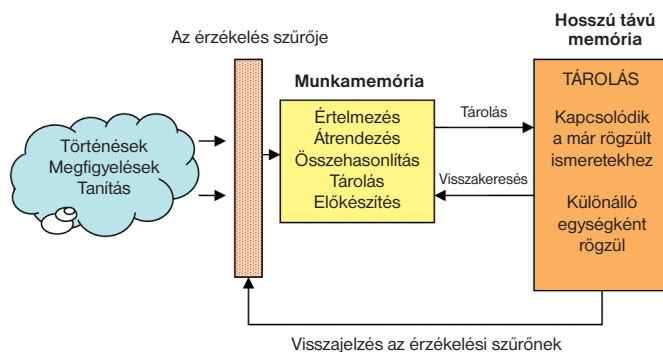 Az érzékelés szűrője
Történések
Megfigyelések
Tanítás
Munkamemória
Értelmezés
Átrendezés
Összehasonlítás
Tárolás
Előkészítés
Tárolás
Visszakeresés
Hosszú távú
memória
TÁROLÁS
Kapcsolódik
a már rögzült
ismeretekhez
Különálló
egységként
rögzül
Visszajelzés az érzékelési szűrőnek